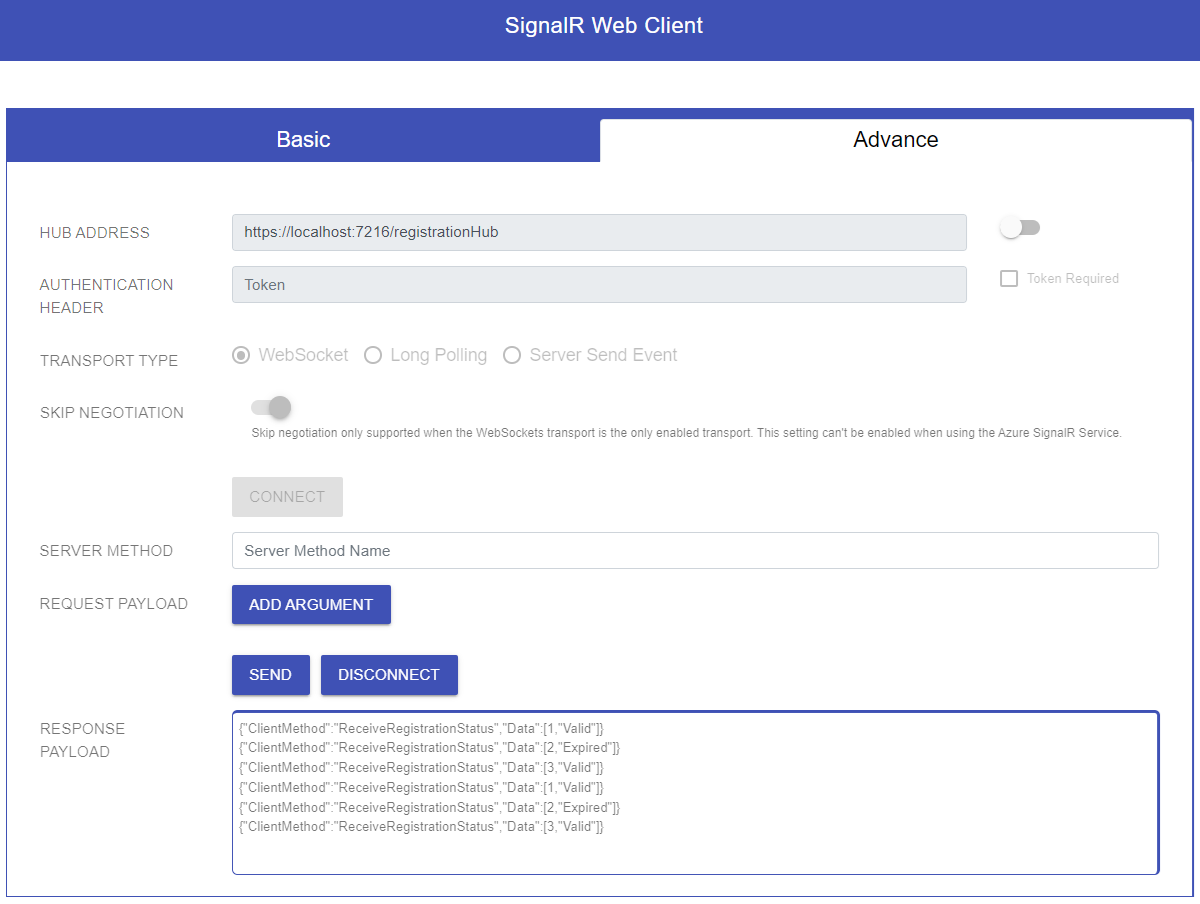 SignalR Web Client
Basic
Advance
HUB ADDRESS
https://localhost:7216/registrationHub
AUTHENTICATION
HEADER
Token
Token Required
TRANSPORT TYPE
WebSocket
Long Polling
Server Send Event
SKIP NEGOTIATION
Skip negotiation only supported when the WebSockets transport is the only enabled transport. This setting can't be enabled when using the Azure SignalR Service.
CONNECT
SERVER METHOD
Server Method Name
REQUEST PAYLOAD
ADD ARGUMENT
SEND
DISCONNECT
RESPONSE
PAYLOAD
{"ClientMethod":"ReceiveRegistrationStatus","Data":[1,"Valid"]}
{"ClientMethod":"ReceiveRegistrationStatus","Data":[2,"Expired"]}
{"ClientMethod":"ReceiveRegistrationStatus","Data":[3,"Valid"]}
{"ClientMethod":"ReceiveRegistrationStatus","Data":[1,"Valid"]}
{"ClientMethod":"ReceiveRegistrationStatus","Data":[2,"Expired"]}
{"ClientMethod":"ReceiveRegistrationStatus","Data":[3,"Valid"]}